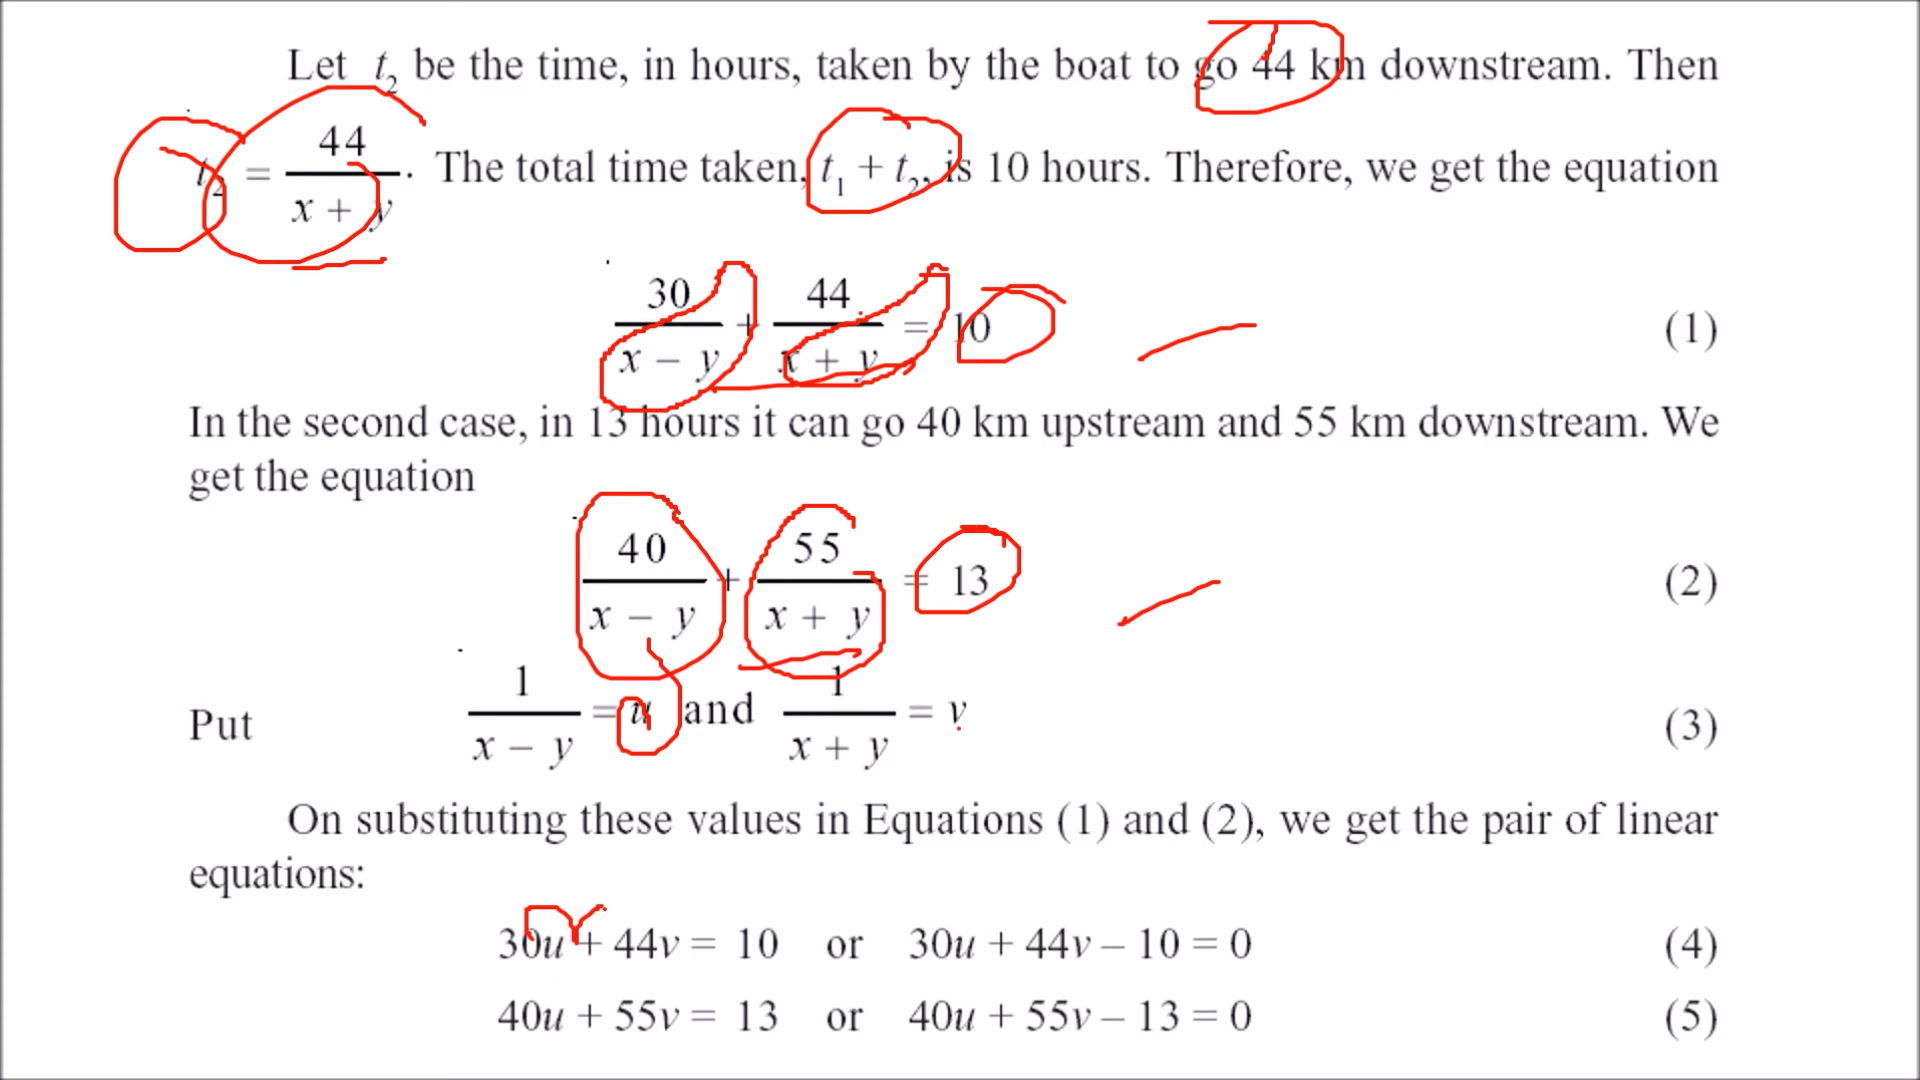 Let t₂ be the time, in hours, taken by the boat to go 44 km downstream. Then
t₂ = 44/(x + y). The total time taken, t₁ + t₂, is 10 hours. Therefore, we get the equation
30/(x – y) + 44/(x + y) = 10 (1)
In the second case, in 13 hours it can go 40 km upstream and 55 km downstream. We
get the equation
40/(x – y) + 55/(x + y) = 13 (2)
Put 1/(x – y) = u and 1/(x + y) = v (3)
On substituting these values in Equations (1) and (2), we get the pair of linear
equations:
30u + 44v = 10 or 30u + 44v – 10 = 0 (4)
40u + 55v = 13 or 40u + 55v – 13 = 0 (5)